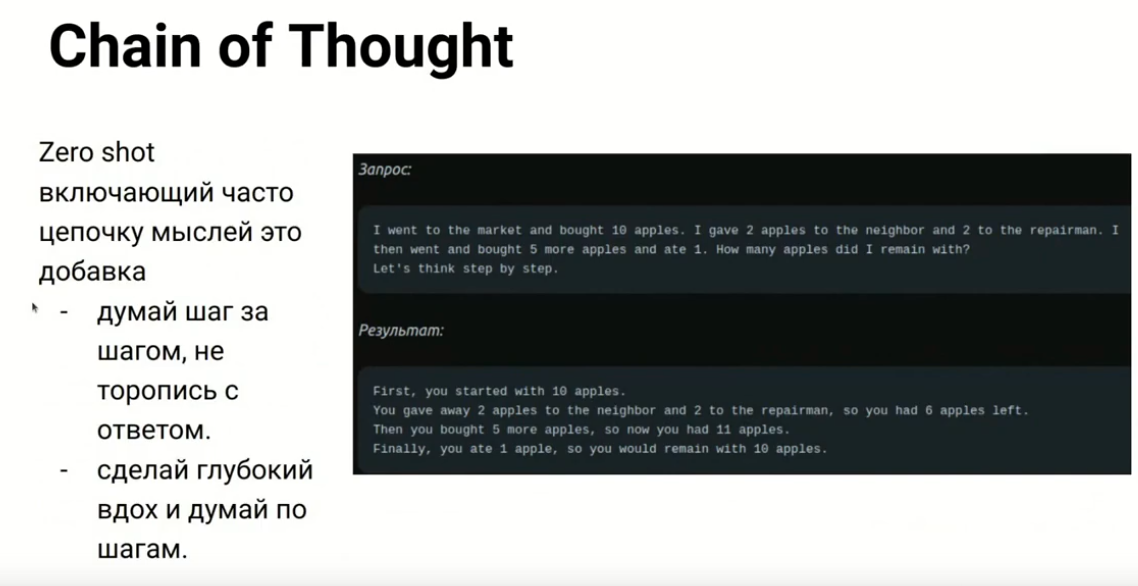 Chain of Thought
Zero shot
включающий часто
цепочку мыслей это
добавка
- думай шаг за
шагом, не
торопись с
ответом.
- сделай глубокий
вдох и думай по
шагам.
Запрос:
I went to the market and bought 10 apples. I gave 2 apples to the neighbor and 2 to the repairman. I
then went and bought 5 more apples and ate 1. How many apples did I remain with?
Let's think step by step.
Результат:
First, you started with 10 apples.
You gave away 2 apples to the neighbor and 2 to the repairman, so you had 6 apples left.
Then you bought 5 more apples, so now you had 11 apples.
Finally, you ate 1 apple, so you would remain with 10 apples.